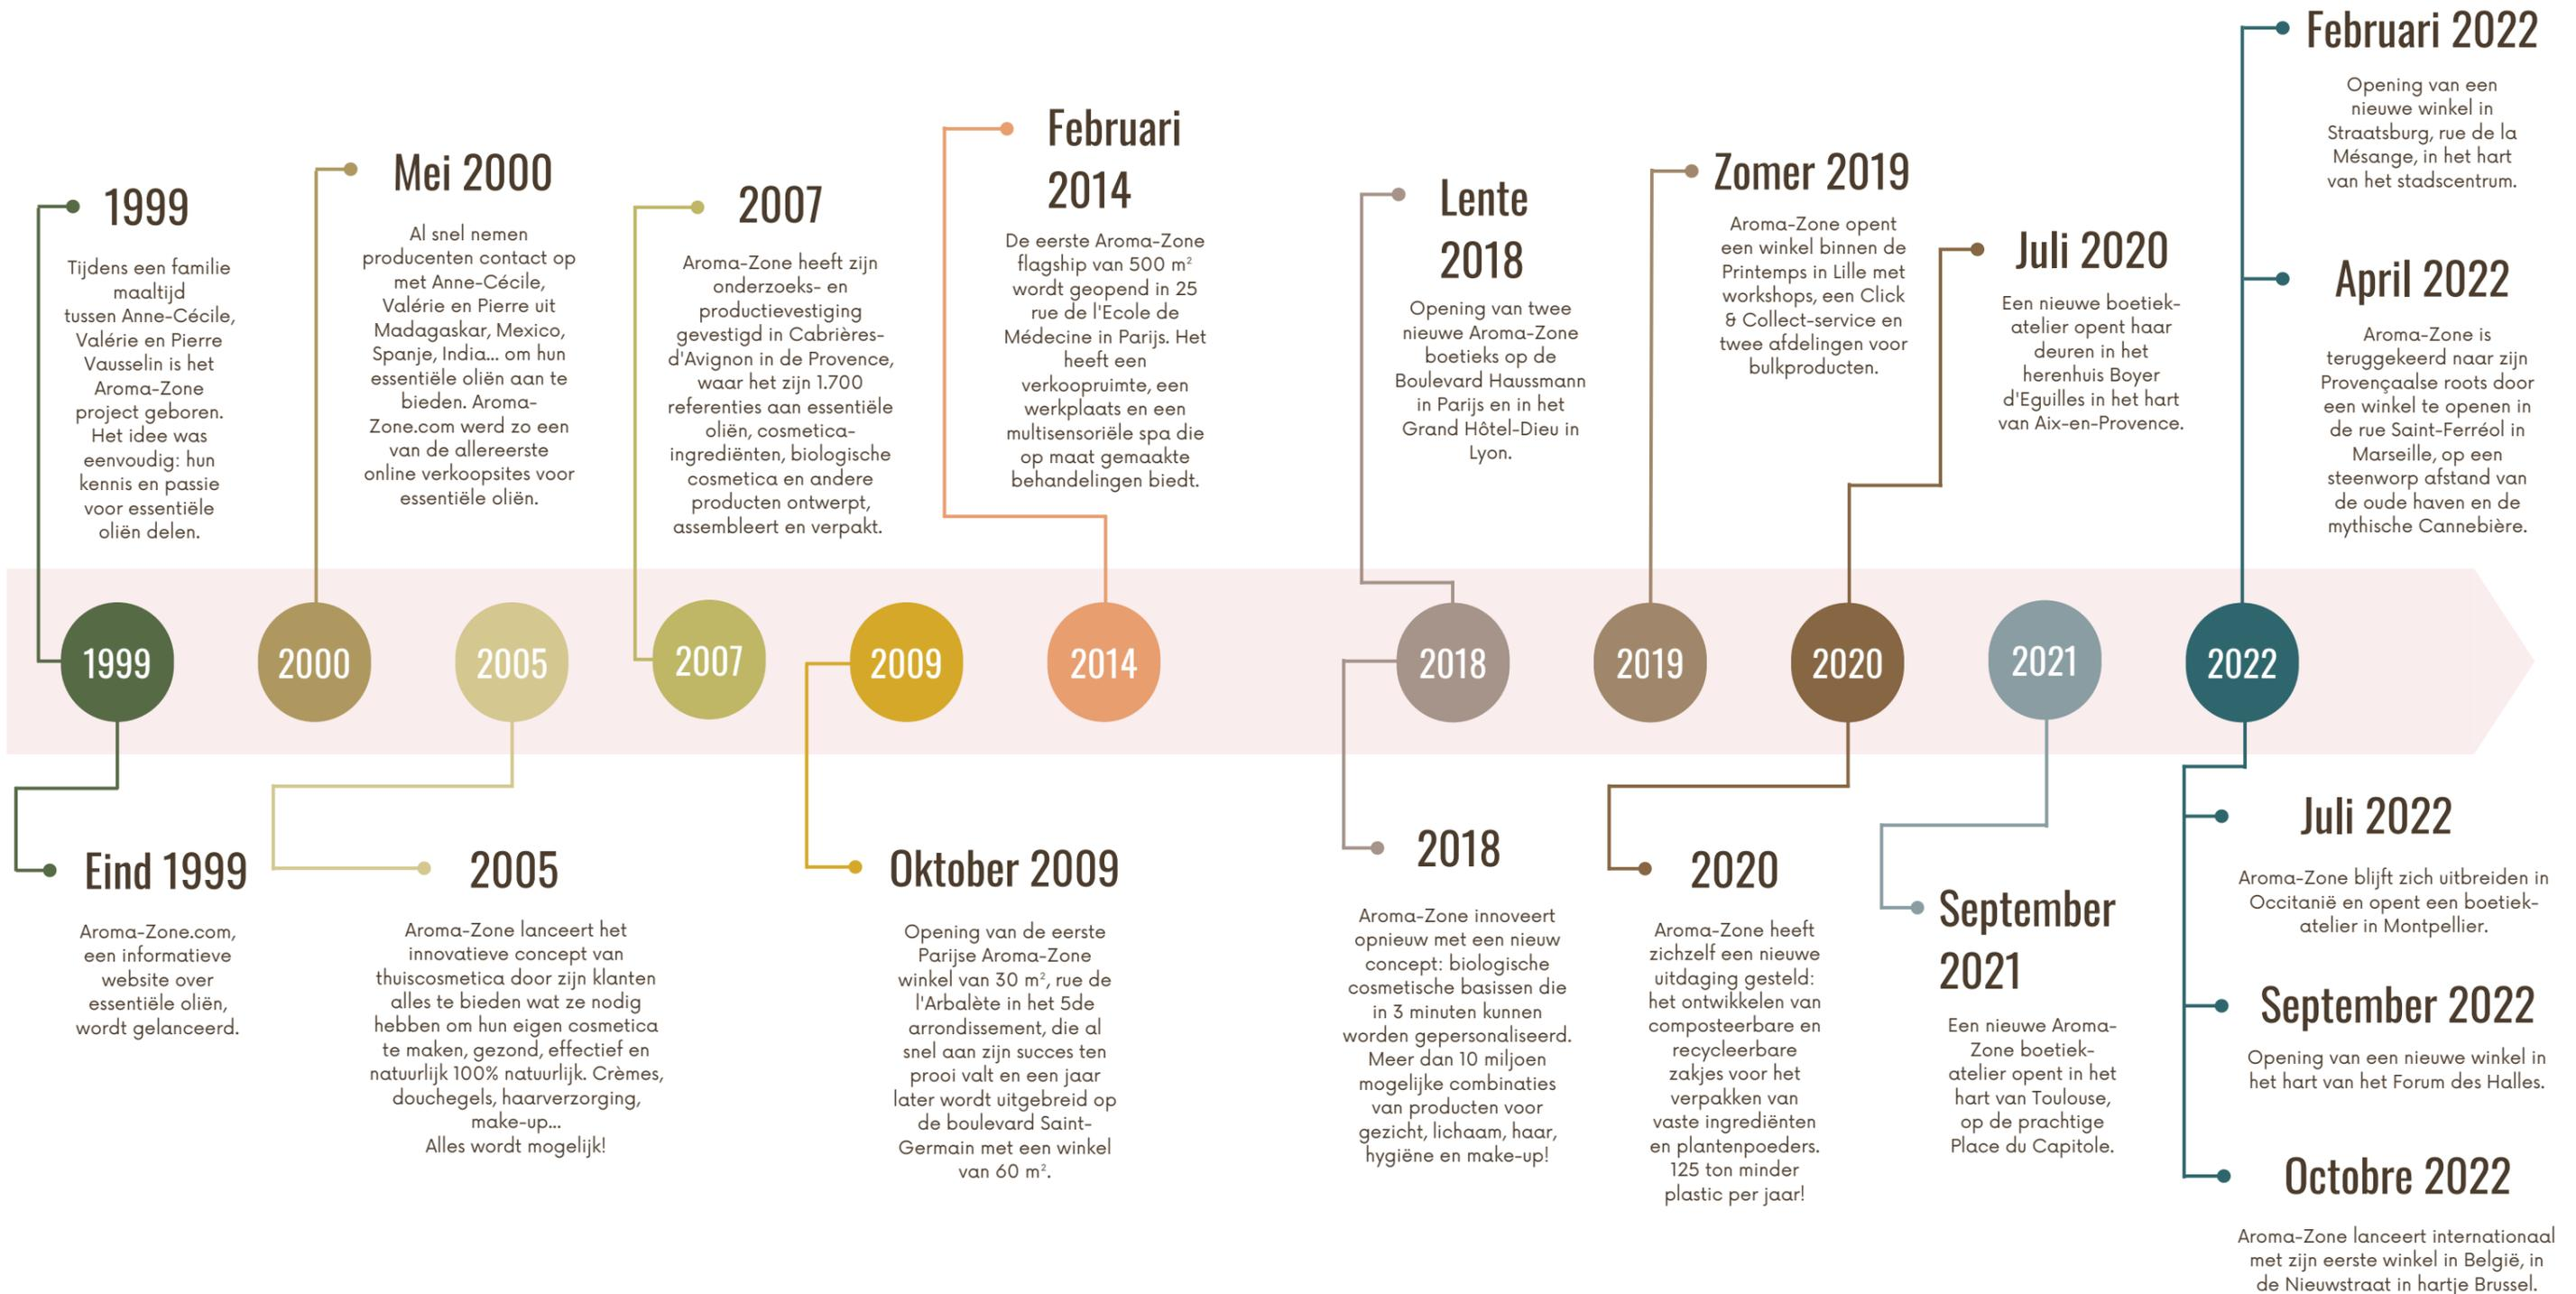 1999
Tijdens een familie
maaltijd
tussen Anne-Cécile,
Valérie en Pierre
Vausselin is het
Aroma-Zone
project geboren.
Het idee was
eenvoudig: hun
kennis en passie
voor essentiële
oliën delen.
Mei 2000
Al snel nemen
producenten contact op
met Anne-Cécile,
Valérie en Pierre uit
Madagaskar, Mexico,
Spanje, India... om hun
essentiële oliën aan te
bieden. Aroma-
Zone.com werd zo een
van de allereerste
online verkoopsites voor
essentiële oliën.
2007
Aroma-Zone heeft zijn
onderzoeks- en
productievestiging
gevestigd in Cabrières-
d'Avignon in de Provence,
waar het zijn 1.700
referenties aan essentiële
oliën, cosmetica-
ingrediënten, biologische
cosmetica en andere
producten ontwerpt,
assembleert en verpakt.
Februari
2014
De eerste Aroma-Zone
flagship van 500 m²
wordt geopend in 25
rue de l'Ecole de
Médecine in Parijs. Het
heeft een
verkoopruimte, een
werkplaats en een
multisensoriële spa die
op maat gemaakte
behandelingen biedt.
Lente
2018
Opening van twee
nieuwe Aroma-Zone
boetieks op de
Boulevard Haussmann
in Parijs en in het
Grand Hôtel-Dieu in
Lyon.
Zomer 2019
Aroma-Zone opent
een winkel binnen de
Printemps in Lille met
workshops, een Click
& Collect-service en
twee afdelingen voor
bulkproducten.
Juli 2020
Een nieuwe boetiek-
atelier opent haar
deuren in het
herenhuis Boyer
d'Eguilles in het hart
van Aix-en-Provence.
Februari 2022
Opening van een
nieuwe winkel in
Straatsburg, rue de la
Mésange, in het hart
van het stadscentrum.
April 2022
Aroma-Zone is
teruggekeerd naar zijn
Provençaalse roots door
een winkel te openen in
de rue Saint-Ferréol in
Marseille, op een
steenworp afstand van
de oude haven en de
mythische Cannebière.
1999
2000
2005
2007
2009
2014
2018
2019
2020
2021
2022
Eind 1999
Aroma-Zone.com,
een informatieve
website over
essentiële oliën,
wordt gelanceerd.
2005
Aroma-Zone lanceert het
innovatieve concept van
thuiscosmetica door zijn klanten
alles te bieden wat ze nodig
hebben om hun eigen cosmetica
te maken, gezond, effectief en
natuurlijk 100% natuurlijk. Crèmes,
douchegels, haarverzorging,
make-up...
Alles wordt mogelijk!
Oktober 2009
Opening van de eerste
Parijse Aroma-Zone
winkel van 30 m², rue de
l'Arbalète in het 5de
arrondissement, die al
snel aan zijn succes ten
prooi valt en een jaar
later wordt uitgebreid op
de boulevard Saint-
Germain met een winkel
van 60 m².
2018
Aroma-Zone innoveert
opnieuw met een nieuw
concept: biologische
cosmetische basissen die
in 3 minuten kunnen
worden gepersonaliseerd.
Meer dan 10 miljoen
mogelijke combinaties
van producten voor
gezicht, lichaam, haar,
hygiëne en make-up!
2020
Aroma-Zone heeft
zichzelf een nieuwe
uitdaging gesteld:
het ontwikkelen van
composteerbare en
recycleerbare
zakjes voor het
verpakken van
vaste ingrediënten
en plantenpoeders.
125 ton minder
plastic per jaar!
September
2021
Een nieuwe Aroma-
Zone boetiek-
atelier opent in het
hart van Toulouse,
op de prachtige
Place du Capitole.
Juli 2022
Aroma-Zone blijft zich uitbreiden in
Occitanië en opent een boetiek-
atelier in Montpellier.
September 2022
Opening van een nieuwe winkel in
het hart van het Forum des Halles.
Octobre 2022
Aroma-Zone lanceert internationaal
met zijn eerste winkel in België, in
de Nieuwstraat in hartje Brussel.